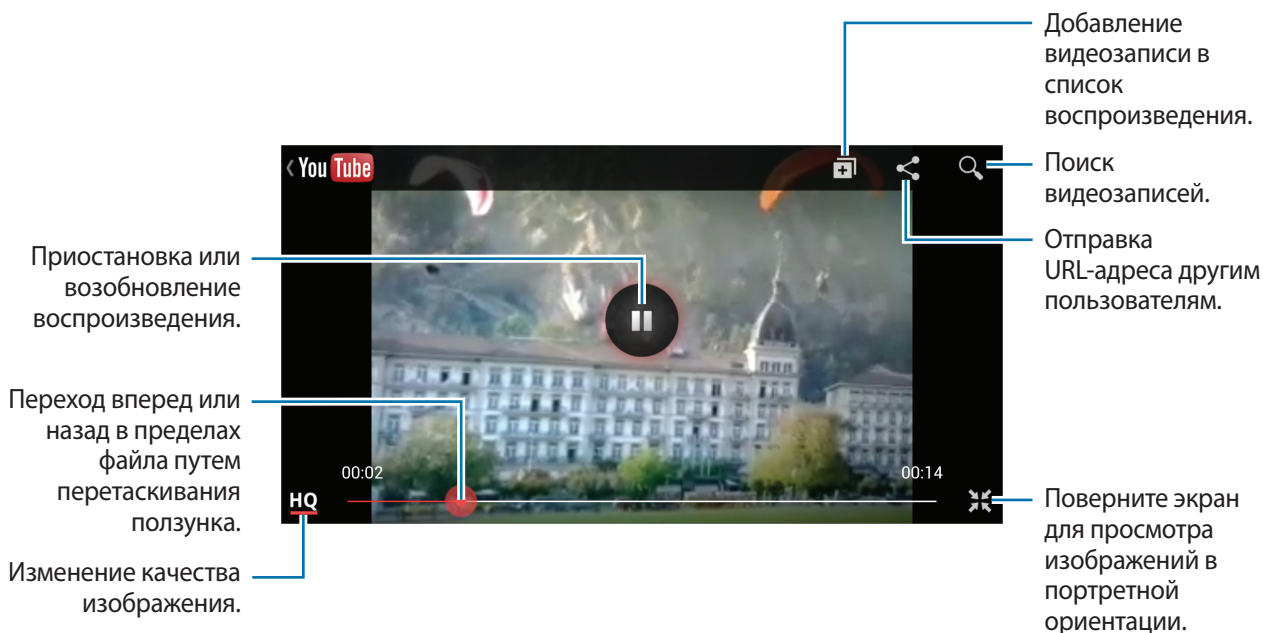 Добавление
видеозаписи в
список
воспроизведения.
You Tube
Поиск
видеозаписей.
Отправка
URL-адреса другим
пользователям.
Приостановка или
возобновление
воспроизведения.
Переход вперед или
назад в пределах
файла путем
перетаскивания
ползунка.
00:02
00:14
HQ
Изменение качества
изображения.
Поверните экран
для просмотра
изображений в
портретной
ориентации.